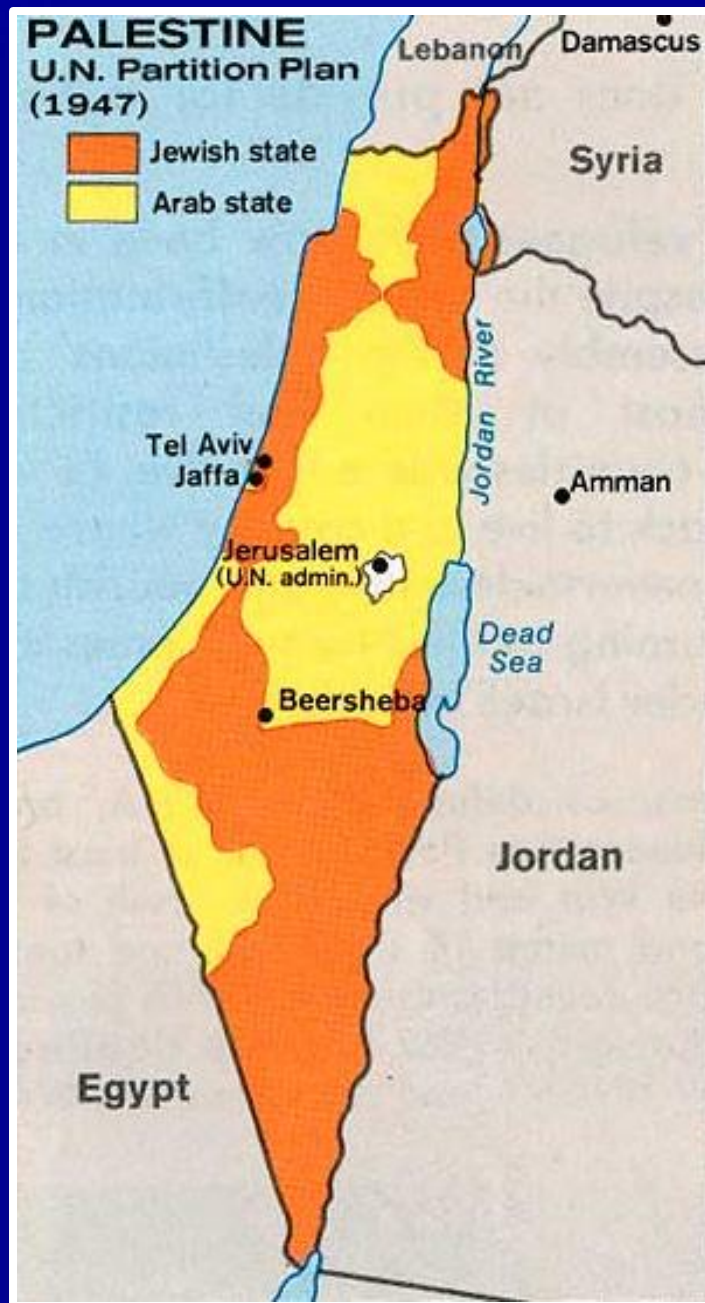 PALESTINE
U.N. Partition Plan
(1947)
Jewish state
Arab state
Lebanon
Damascus
Syria
Jordan River
Tel Aviv
Jaffa
Amman
Jerusalem
(U.N. admin.)
Dead
Sea
Beersheba
Jordan
Egypt